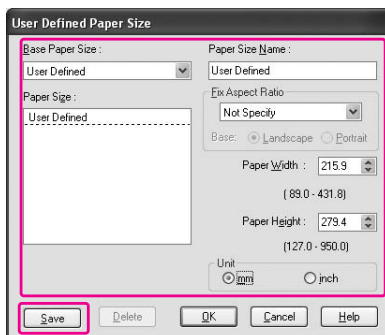 User Defined Paper Size
Base Paper Size :
User Defined
Paper Size :
User Defined
Paper Size Name :
User Defined
Fix Aspect Ratio
Not Specify
Base: Landscape Portrait
Paper Width : 215.9
( 89.0 - 431.8)
Paper Height : 279.4
(127.0 - 950.0)
Unit
mm inch
Save Delete OK Cancel Help